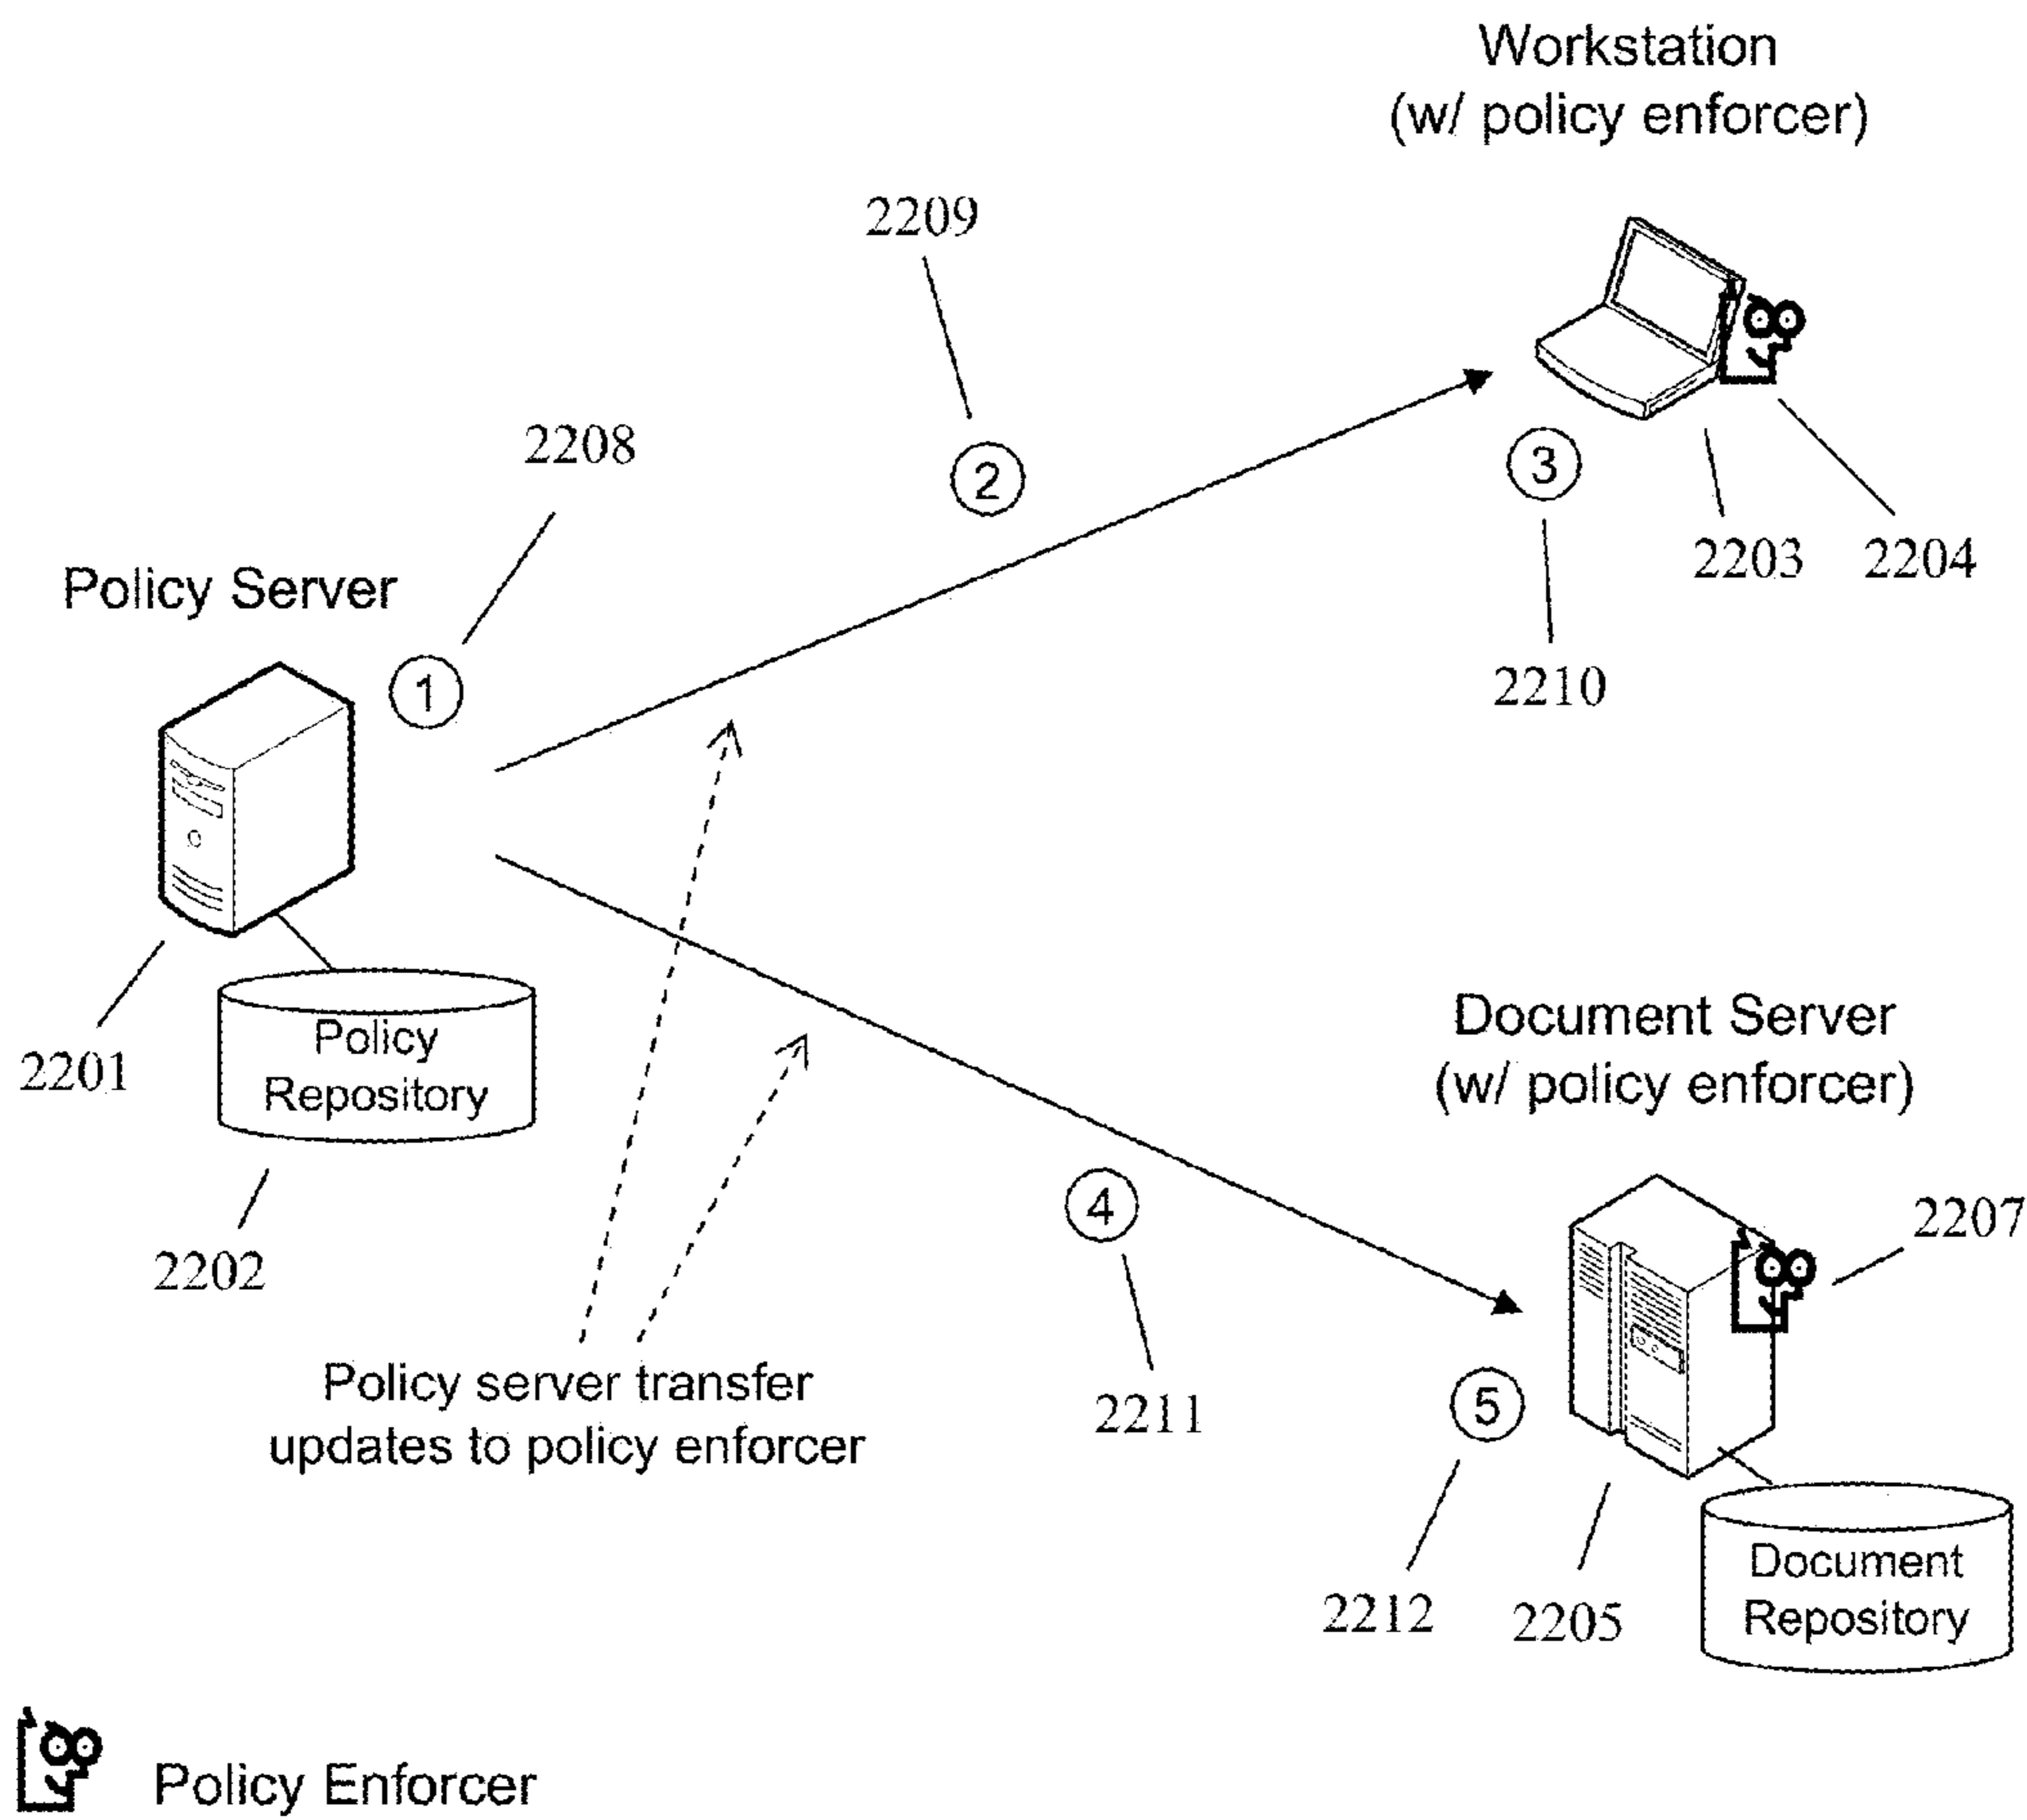 Workstation
(w/ policy enforcer)
2209
2208
2
3
2203
2204
Policy Server
1
2210
Document Server
(w/ policy enforcer)
Policy
Repository
2201
2202
4
2207
Policy server transfer
updates to policy enforcer
2211
5
2212
2205
Document
Repository
Policy Enforcer